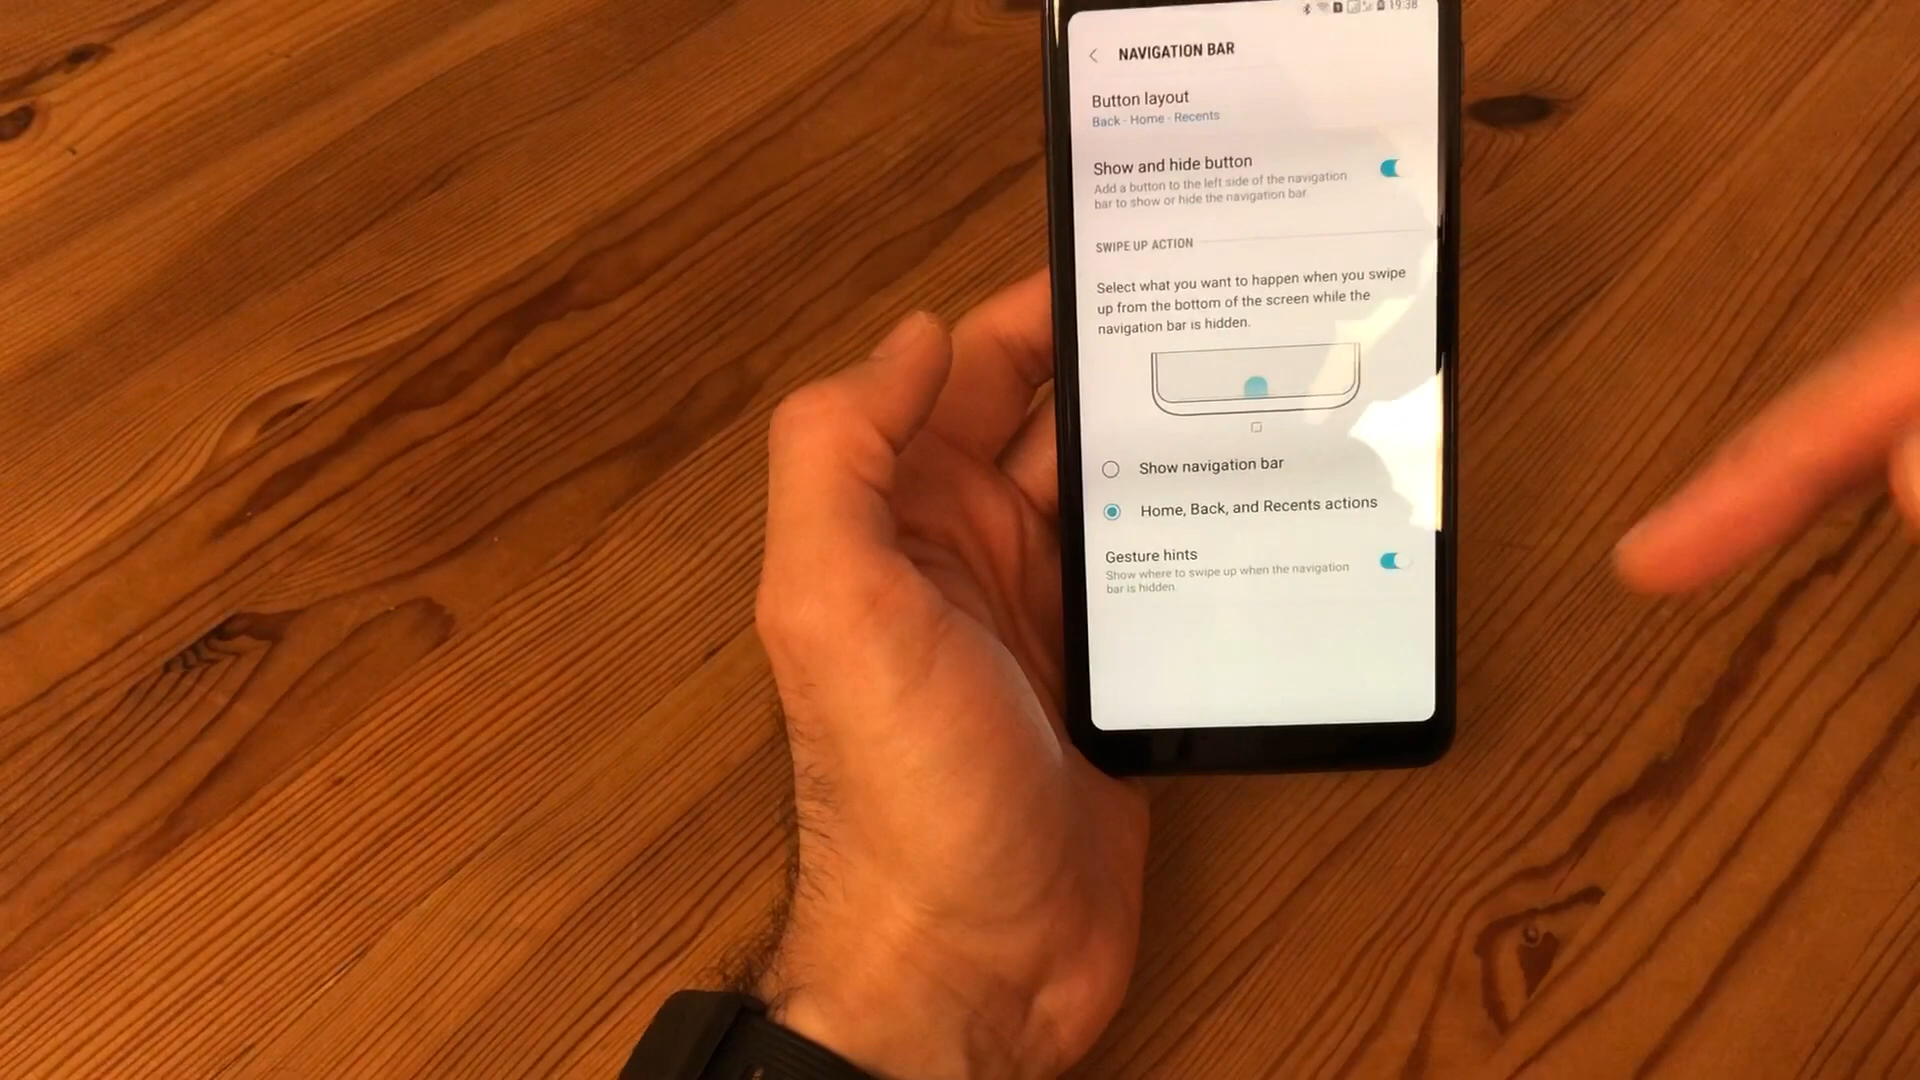 19:38
NAVIGATION BAR
Button layout
Back - Home - Recents
Show and hide button
Add a button to the left side of the navigation
bar to show or hide the navigation bar.
SWIPE UP ACTION
Select what you want to happen when you swipe
up from the bottom of the screen while the
navigation bar is hidden.
Show navigation bar
Home, Back, and Recents actions
Gesture hints
Show where to swipe up when the navigation
bar is hidden.